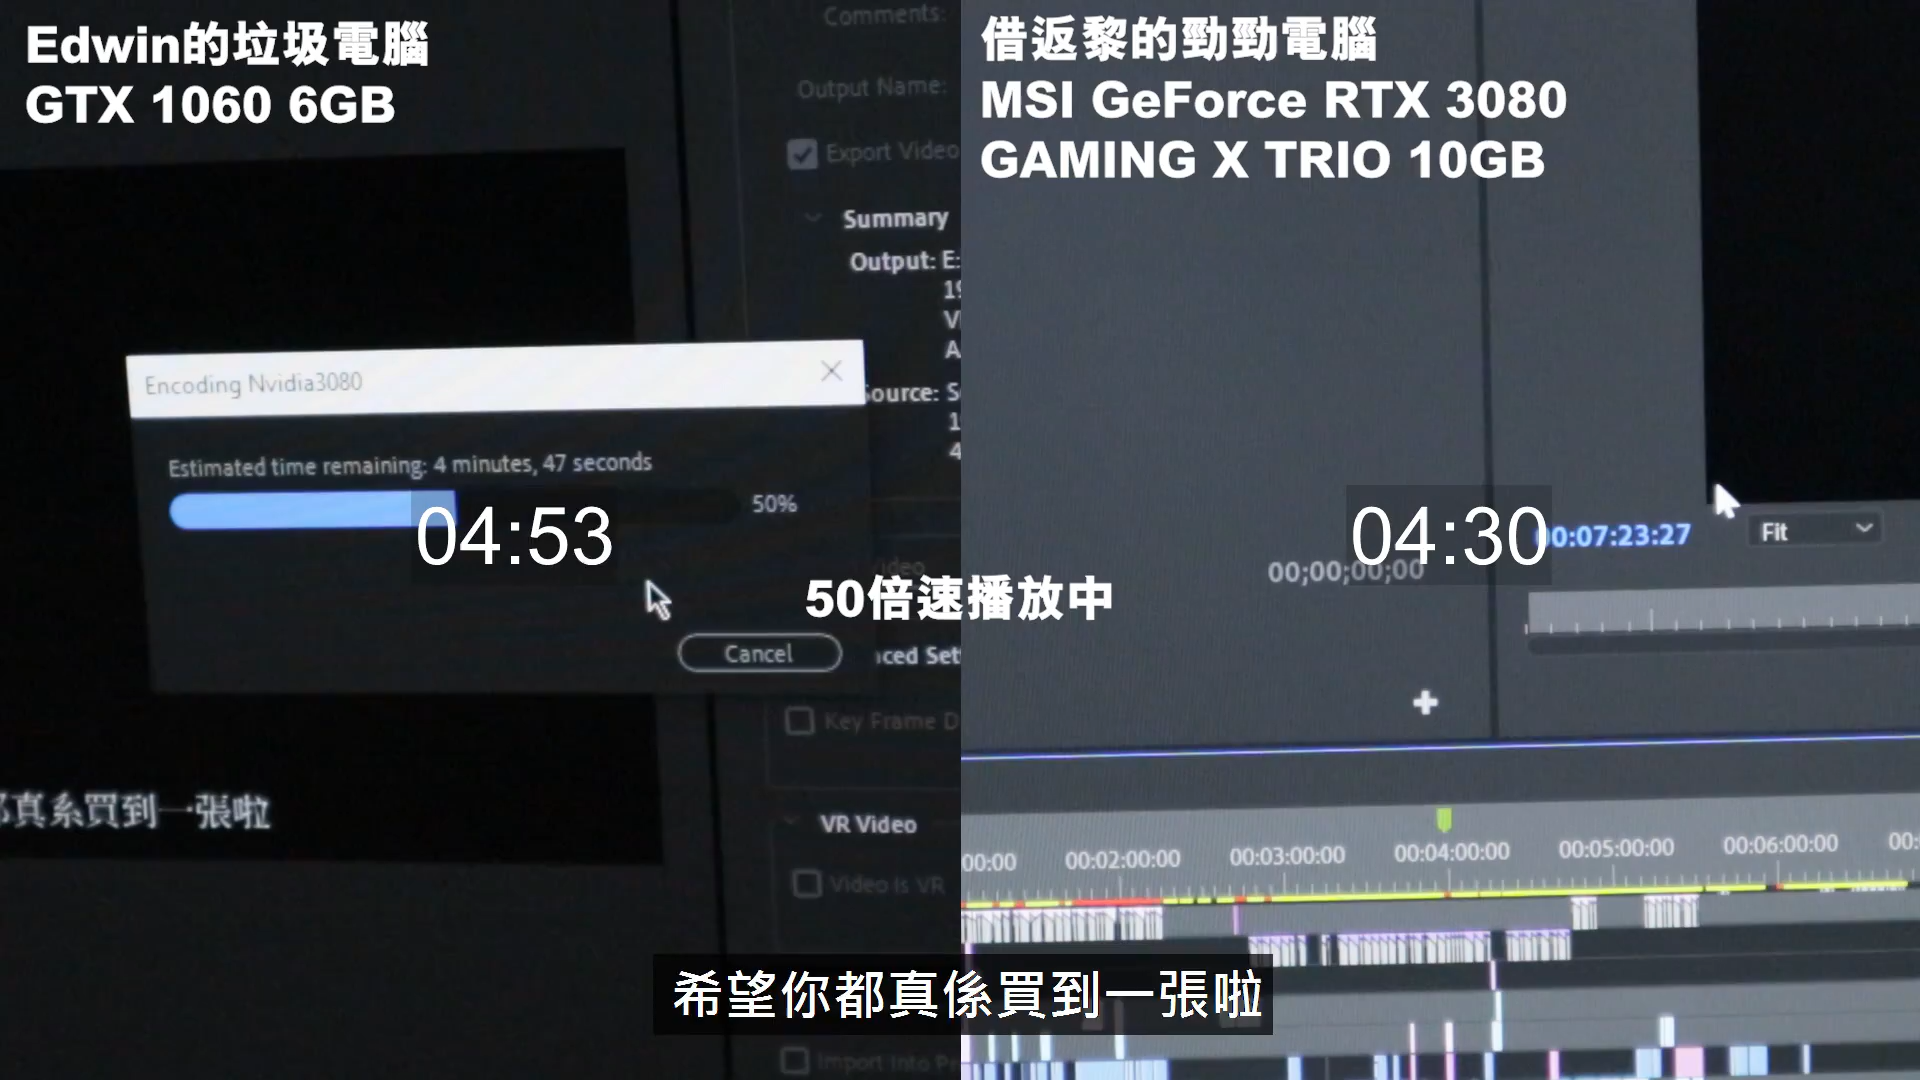 Edwin的垃圾電腦
GTX 1060 6GB
借返黎的勁勁電腦
MSI GeForce RTX 3080
GAMING X TRIO 10GB
Comments:
Output Name:
Export Video
Summary
Output: E:
Source:
Encoding Nvidia3080
Estimated time remaining: 4 minutes, 47 seconds
50%
04:53
Cancel
Key Frame D
VR Video
Video Is VR
真系買到一張啦
04:30
00:07:23:27
Fit
00;00;00;00
50倍速播放中
00:00
00:02:00:00
00:03:00:00
00:04:00:00
00:05:00:00
00:06:00:00
希望你都真係買到一張啦